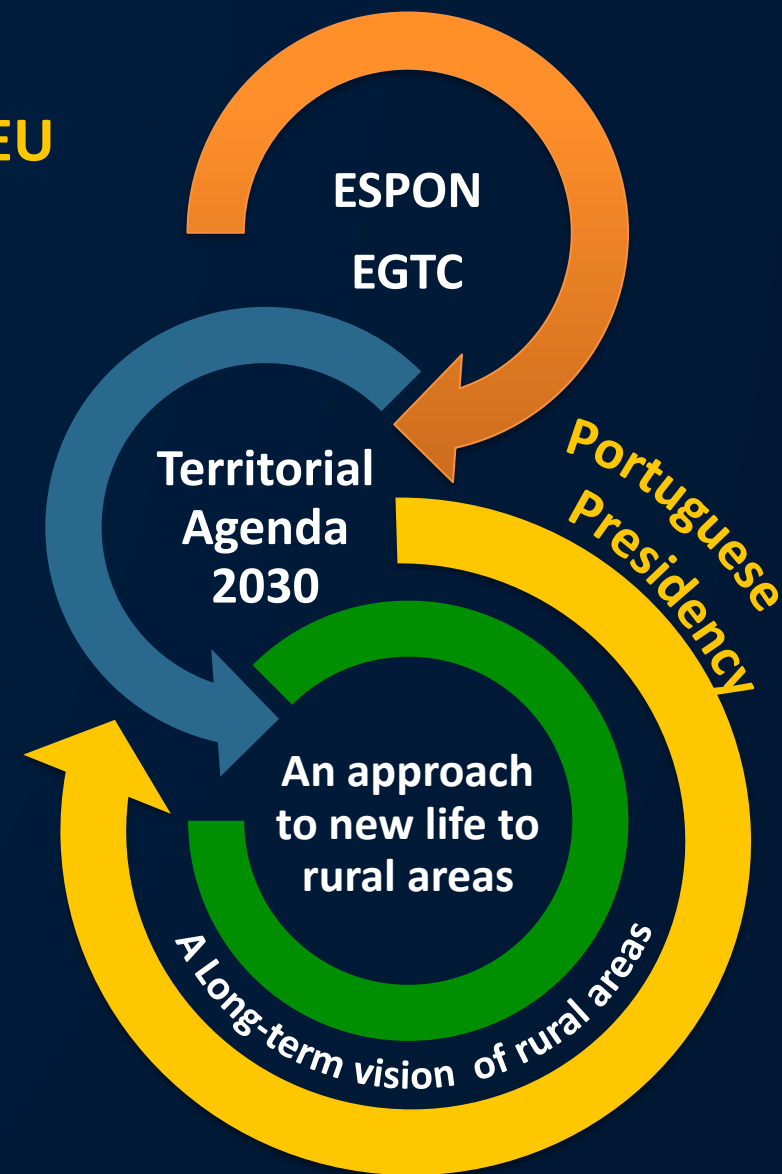 EU
ESPON
EGTC
Territorial
Agenda
2030
Portuguese
Presidency
An approach
to new life to
rural areas
A Long-term vision of rural areas